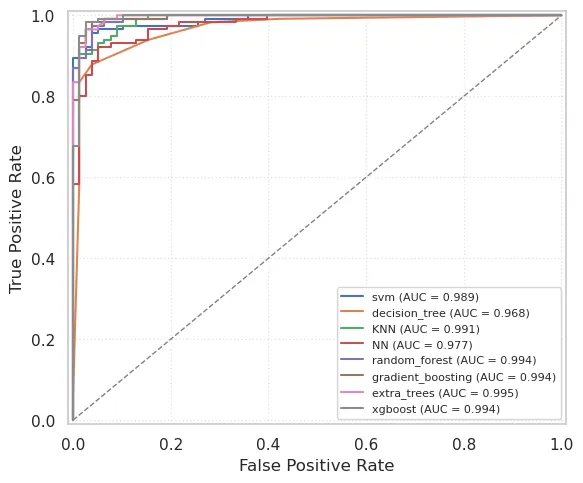 1.0
0.8
0.6
0.4
0.2
0.0
True Positive Rate
svm (AUC = 0.989)
decision_tree (AUC = 0.968)
KNN (AUC = 0.991)
NN (AUC = 0.977)
random_forest (AUC = 0.994)
gradient_boosting (AUC = 0.994)
extra_trees (AUC = 0.995)
xgboost (AUC = 0.994)
0.0 0.2 0.4 0.6 0.8 1.0
False Positive Rate